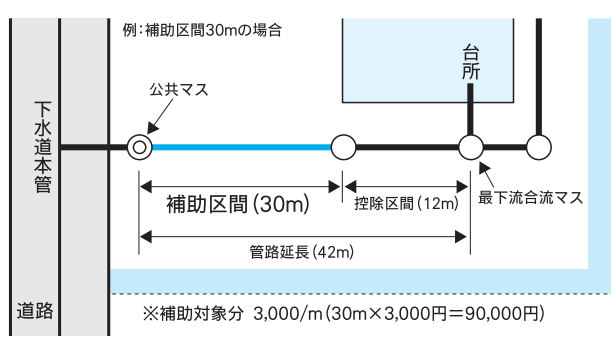 例：補助区間30mの場合
台所
公共マス
下水道本管
最下流合流マス
補助区間（30m）
控除区間（12m）
管路延長（42m）
道路
※補助対象分 3,000/m（30m×3,000円＝90,000円）